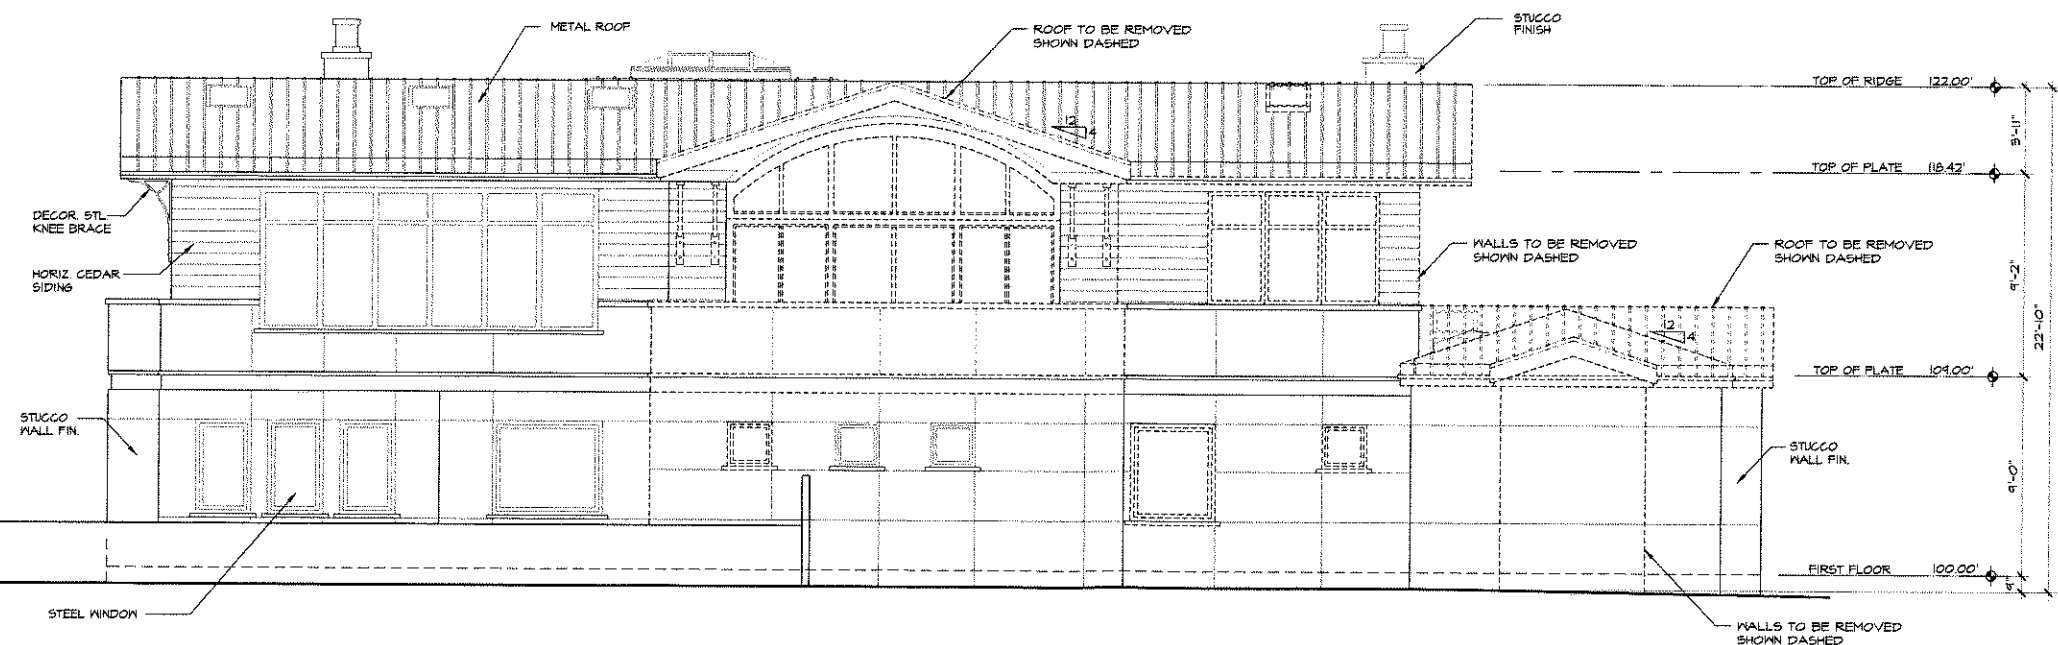 METAL ROOF
ROOF TO BE REMOVED
SHOWN DASHED
STUCCO
FINISH
TOP OF RIDGE 122.00'
12
4
3'-11"
TOP OF PLATE 118.42'
DECOR. STL
KNEE BRACE
HORIZ. CEDAR
SIDING
WALLS TO BE REMOVED
SHOWN DASHED
ROOF TO BE REMOVED
SHOWN DASHED
9'-2"
12
4
22'-10"
TOP OF PLATE 109.00'
STUCCO
WALL FIN.
STUCCO
WALL FIN.
9'-0"
FIRST FLOOR 100.00'
9"
STEEL WINDOW
WALLS TO BE REMOVED
SHOWN DASHED